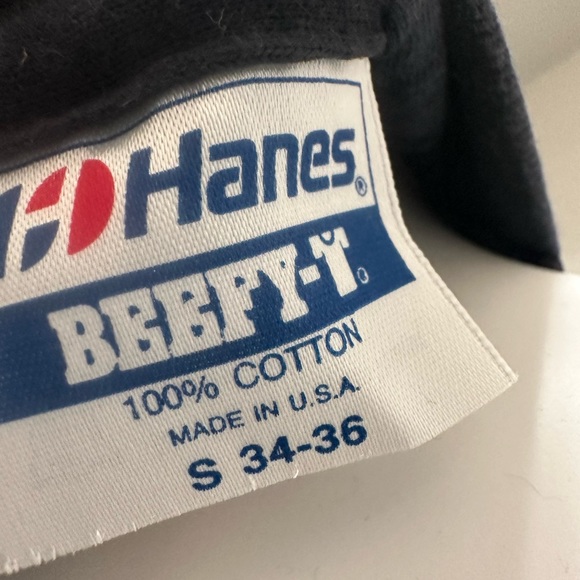 Hanes®
BEEFY-T®
100% COTTON
MADE IN U.S.A.
S 34-36